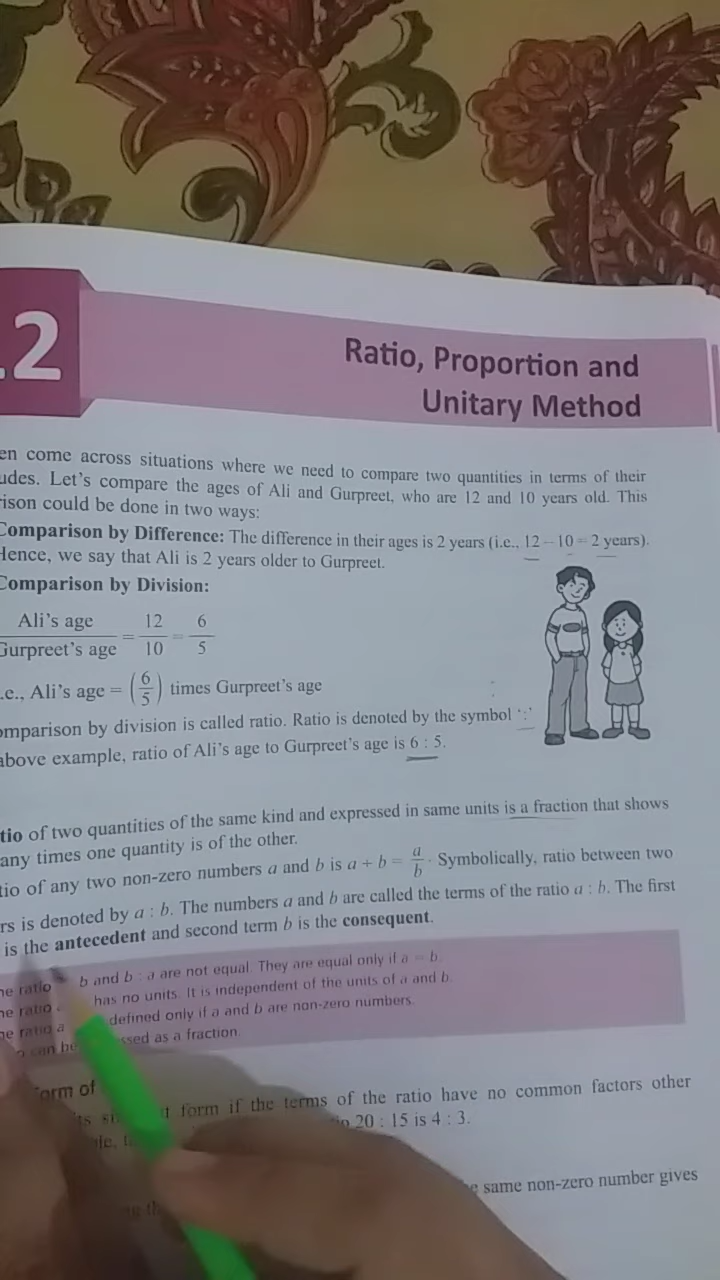 .2
Ratio, Proportion and
Unitary Method
en come across situations where we need to compare two quantities in terms of their
udes. Let's compare the ages of Ali and Gurpreet, who are 12 and 10 years old. This
rison could be done in two ways:
Comparison by Difference: The difference in their ages is 2 years (i.e., 12 – 10 = 2 years).
Hence, we say that Ali is 2 years older to Gurpreet.
Comparison by Division:
Ali's age / Gurpreet's age = 12/10 = 6/5
.e., Ali's age = (6/5) times Gurpreet's age
omparison by division is called ratio. Ratio is denoted by the symbol ':'
above example, ratio of Ali's age to Gurpreet's age is 6 : 5.
tio of two quantities of the same kind and expressed in same units is a fraction that shows
any times one quantity is of the other.
tio of any two non-zero numbers a and b is a ÷ b = a/b. Symbolically, ratio between two
rs is denoted by a : b. The numbers a and b are called the terms of the ratio a : b. The first
is the antecedent and second term b is the consequent.
he ratio b and b : a are not equal. They are equal only if a = b.
he ratio has no units. It is independent of the units of a and b.
he ratio a defined only if a and b are non-zero numbers.
can be ssed as a fraction.
form of
form if the terms of the ratio have no common factors other
20 : 15 is 4 : 3.
same non-zero number gives